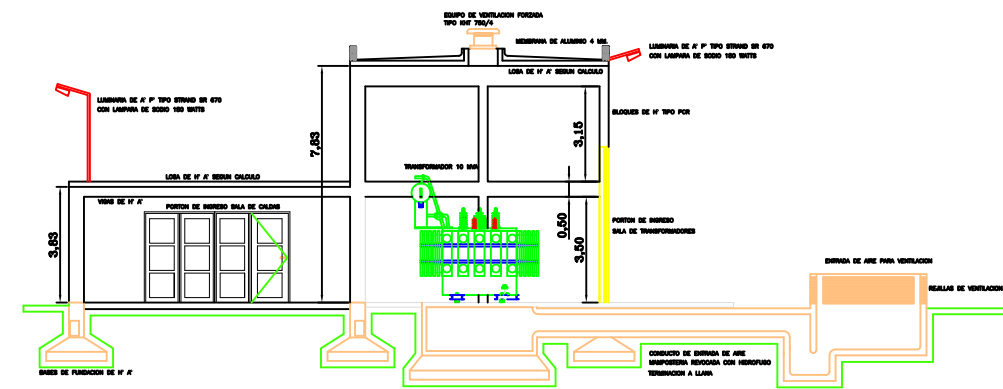 EQUIPO DE VENTILACION FORZADA
TIPO KHT 750/4
MEMBRANA DE ALUMINIO 4 MM.
LUMINARIA DE A° P° TIPO STRAND SR 670
CON LAMPARA DE SODIO 150 WATTS
LOSA DE H° A° SEGUN CALCULO
LUMINARIA DE A° P° TIPO STRAND SR 670
CON LAMPARA DE SODIO 150 WATTS
BLOQUES DE H° TIPO PCR
7,83
3,15
TRANSFORMADOR 10 MVA
LOSA DE H° A° SEGUN CALCULO
VIGAS DE H° A°
PORTON DE INGRESO SALA DE CALDAS
3,83
0,50
3,50
PORTON DE INGRESO
SALA DE TRANSFORMADORES
ENTRADA DE AIRE PARA VENTILACION
REJILLAS DE VENTILACION
CONDUCTO DE ENTRADA DE AIRE
MAMPOSTERIA REVOCADA CON HIDROFUGO
TERMINACION A LLANA
BASES DE FUNDACION DE H° A°